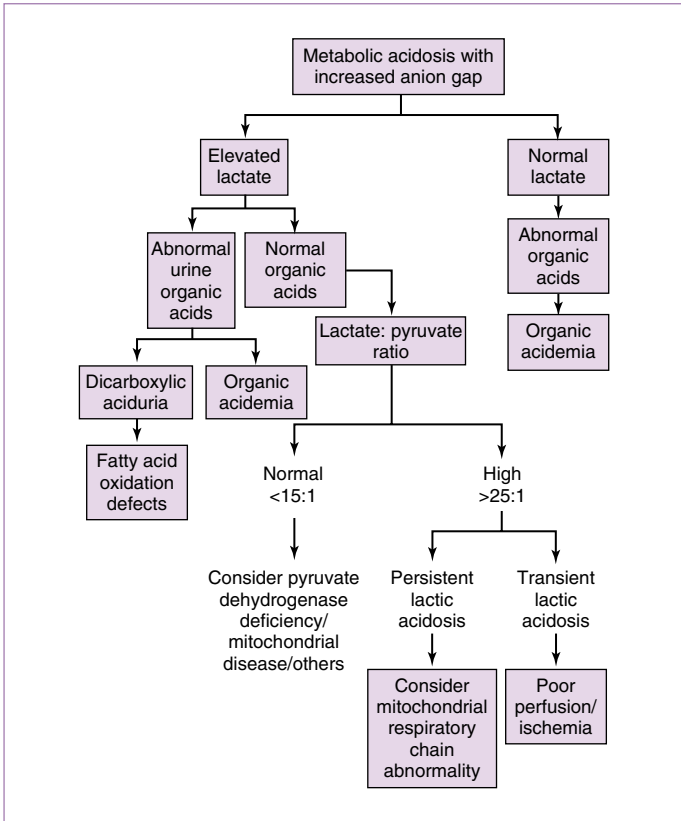 Metabolic acidosis with
increased anion gap
Elevated
lactate
Normal
lactate
Abnormal
urine
organic
acids
Normal
organic
acids
Abnormal
organic
acids
Lactate: pyruvate
ratio
Organic
acidemia
Dicarboxylic
aciduria
Organic
acidemia
Fatty acid
oxidation
defects
Normal
<15:1
High
>25:1
Consider pyruvate
dehydrogenase
deficiency/
mitochondrial
disease/others
Persistent
lactic
acidosis
Transient
lactic
acidosis
Consider
mitochondrial
respiratory
chain
abnormality
Poor
perfusion/
ischemia